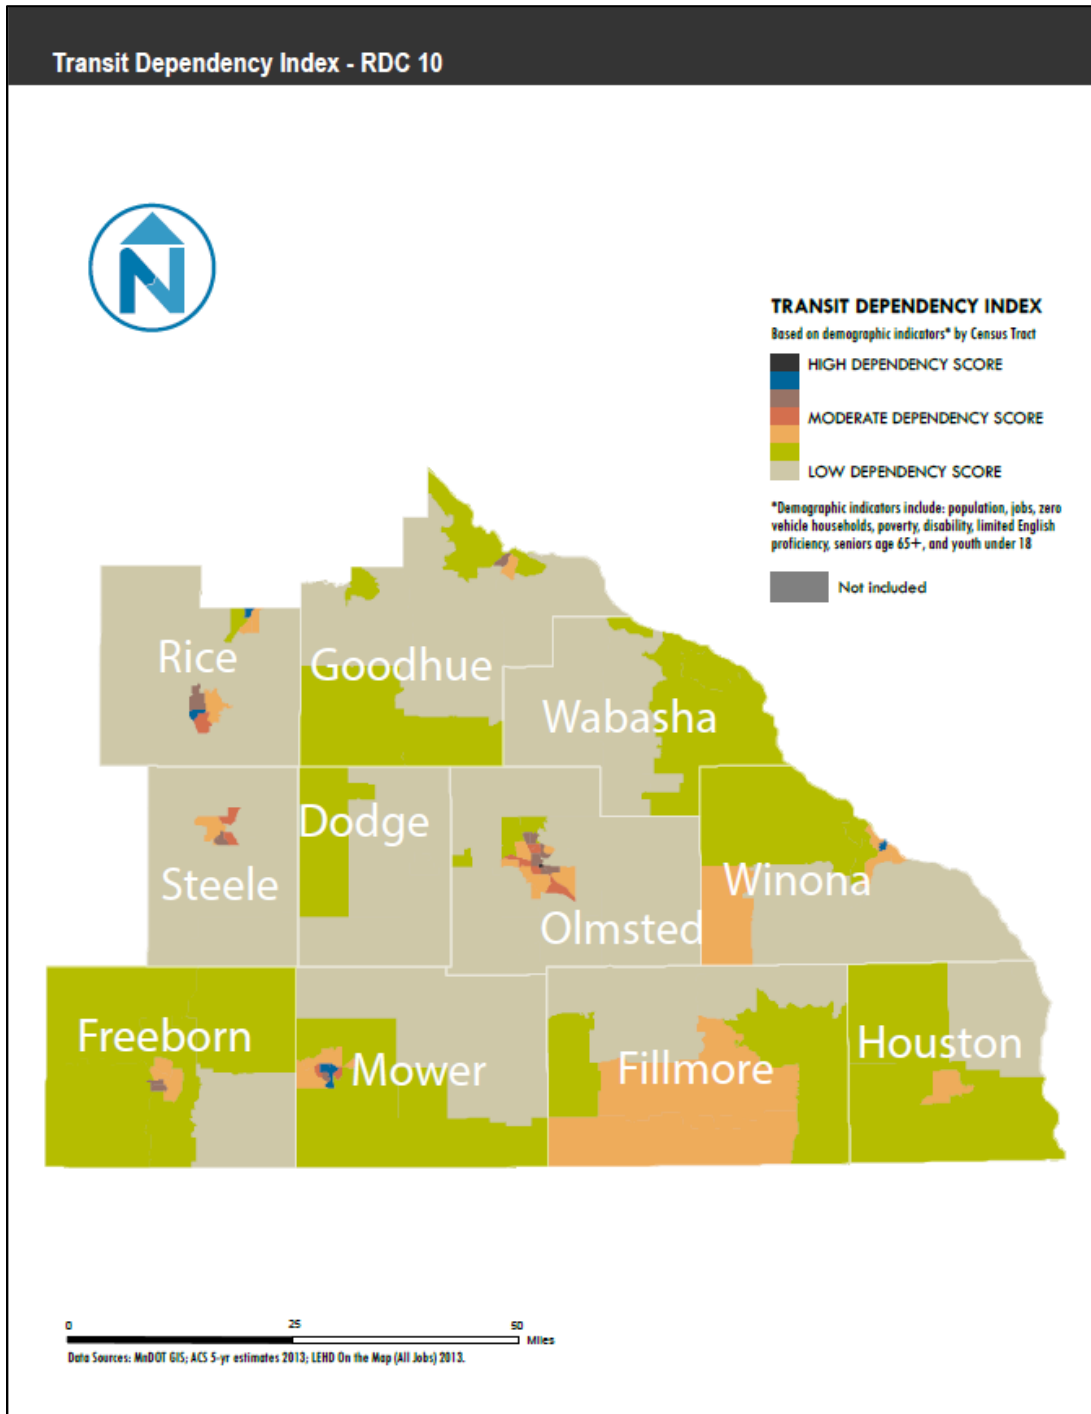 Transit Dependency Index - RDC 10
N
TRANSIT DEPENDENCY INDEX
Based on demographic indicators* by Census Tract
HIGH DEPENDENCY SCORE
MODERATE DEPENDENCY SCORE
LOW DEPENDENCY SCORE
*Demographic indicators include: population, jobs, zero
vehicle households, poverty, disability, limited English
proficiency, seniors age 65+, and youth under 18
Not included
Rice
Goodhue
Wabasha
Dodge
Steele
Winona
Olmsted
Freeborn
Mower
Fillmore
Houston
0 25 50
Miles
Data Sources: MnDOT GIS; ACS 5-yr estimates 2013; LEHD On the Map (All Jobs) 2013.